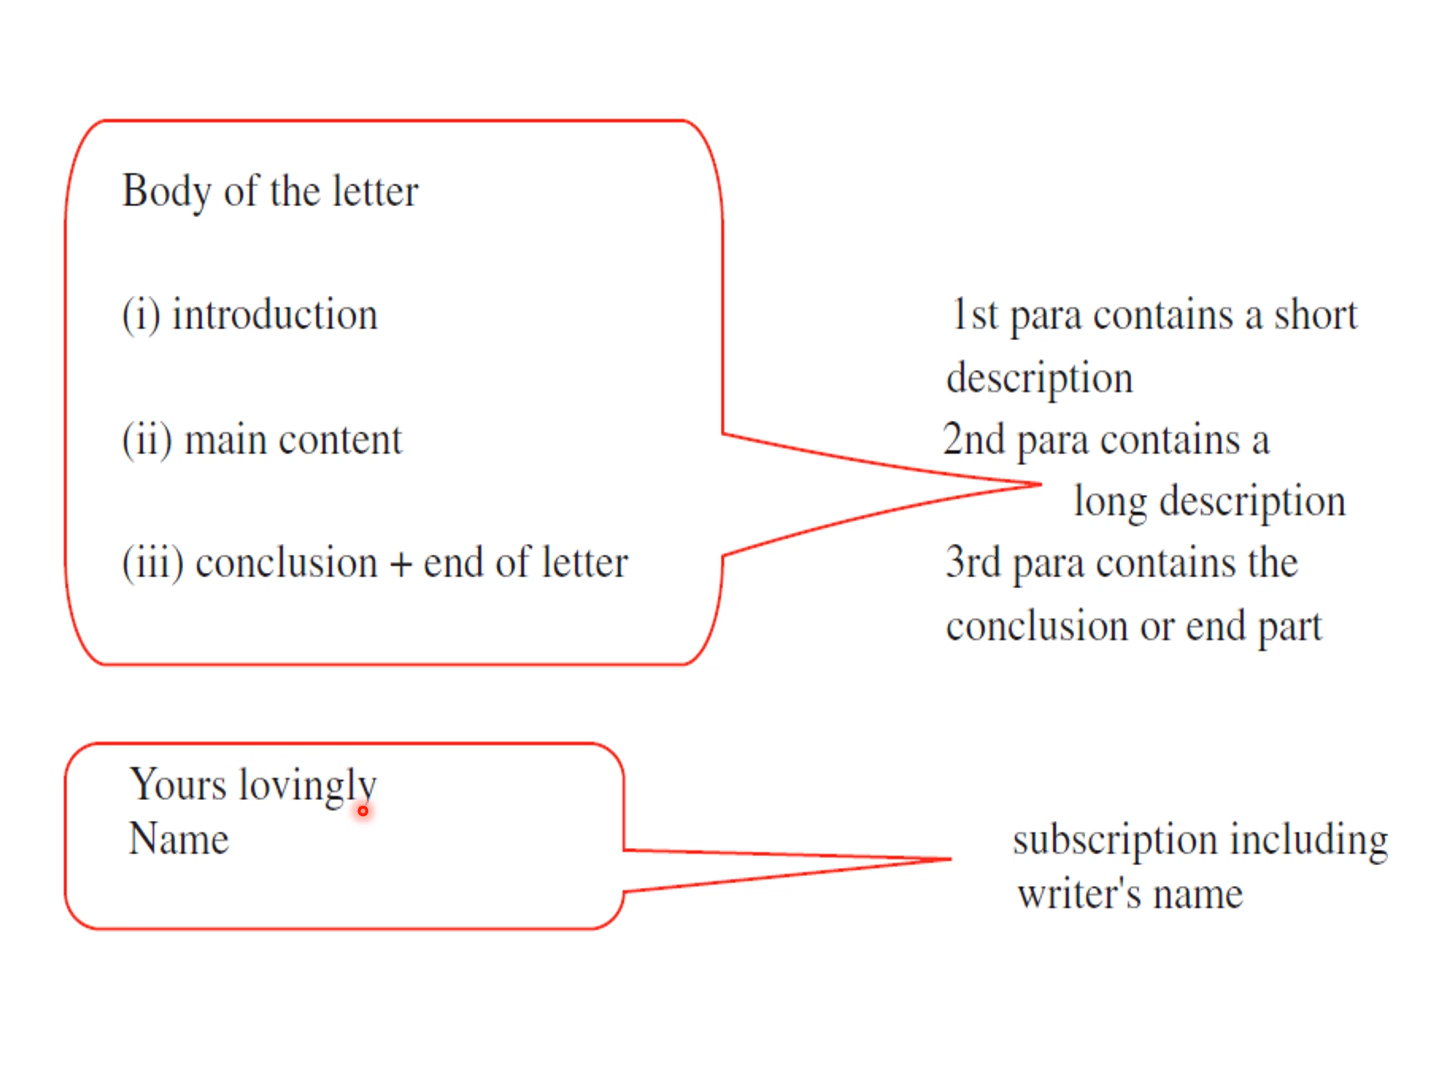 Body of the letter
(i) introduction
(ii) main content
(iii) conclusion + end of letter
1st para contains a short
description
2nd para contains a
long description
3rd para contains the
conclusion or end part
Yours lovingly
Name
subscription including
writer's name